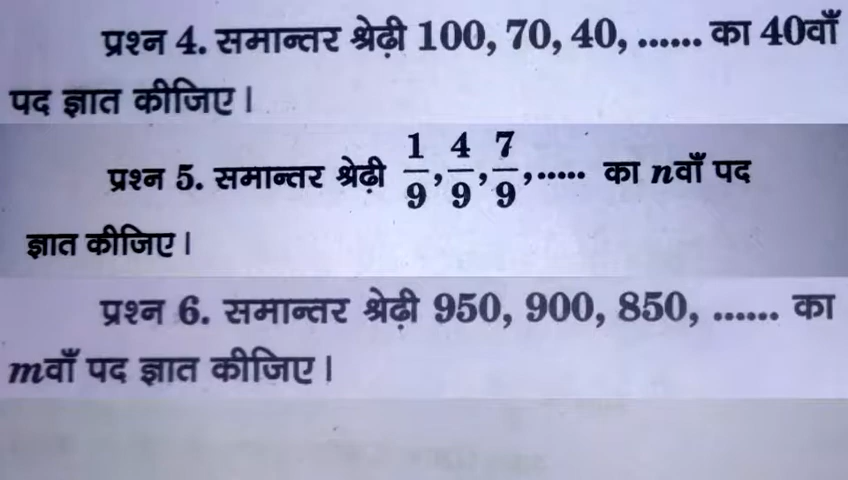 प्रश्न 4. समान्तर श्रेढ़ी 100, 70, 40, ...... का 40वाँ
पद ज्ञात कीजिए।
प्रश्न 5. समान्तर श्रेढ़ी 1/9, 4/9, 7/9, ..... का nवाँ पद
ज्ञात कीजिए।
प्रश्न 6. समान्तर श्रेढ़ी 950, 900, 850, ...... का
mवाँ पद ज्ञात कीजिए।